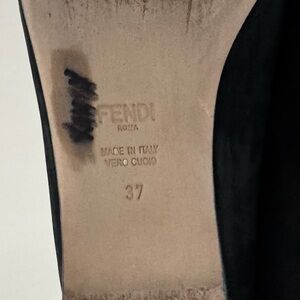 FENDI
ROMA
MADE IN ITALY
VERO CUOIO
37